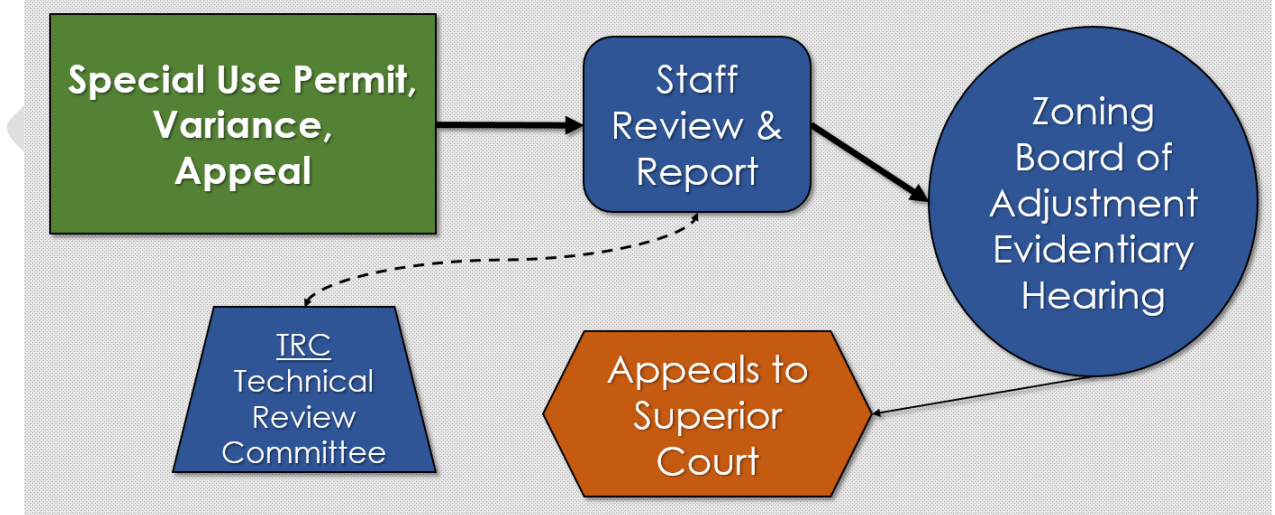 Special Use Permit,
Variance,
Appeal
Staff
Review &
Report
Zoning
Board of
Adjustment
Evidentiary
Hearing
TRC
Technical
Review
Committee
Appeals to
Superior
Court